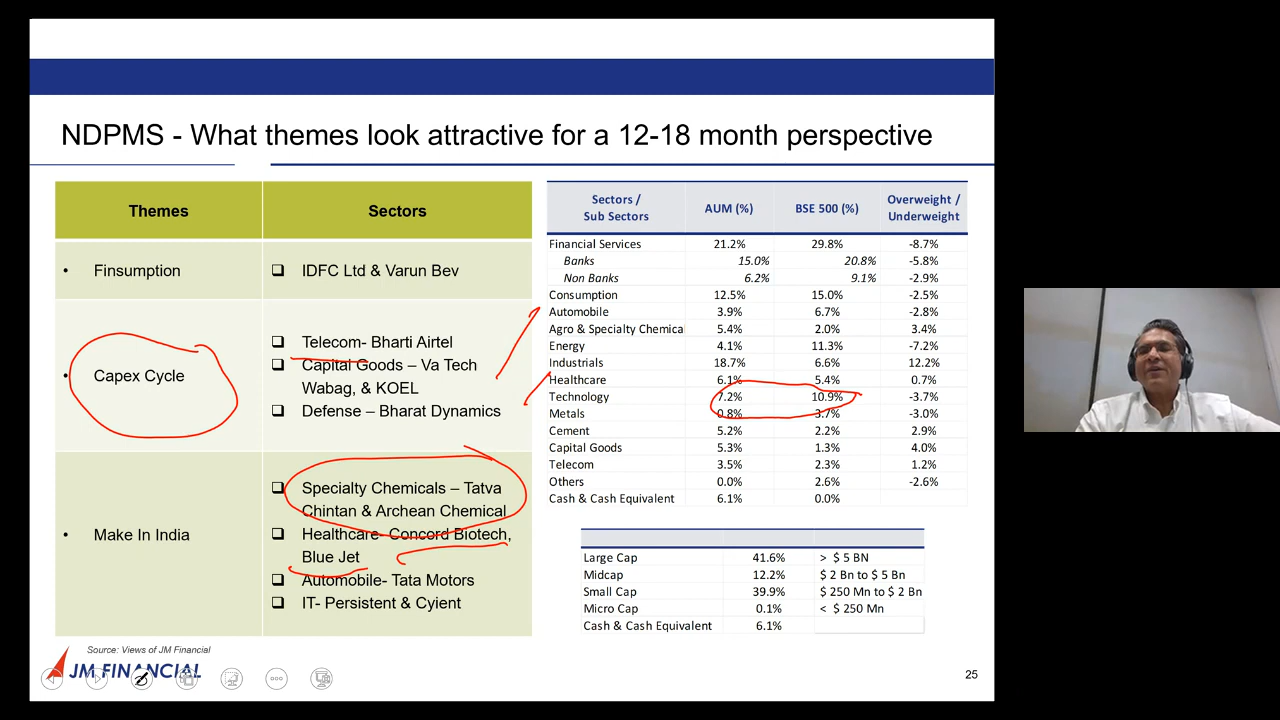 NDPMS - What themes look attractive for a 12-18 month perspective
Themes Sectors
• Finsumption
❑ IDFC Ltd & Varun Bev
• Capex Cycle
❑ Telecom- Bharti Airtel
❑ Capital Goods – Va Tech
Wabag, & KOEL
❑ Defense – Bharat Dynamics
• Make In India
❑ Specialty Chemicals – Tatva
Chintan & Archean Chemical
❑ Healthcare- Concord Biotech,
Blue Jet
❑ Automobile- Tata Motors
❑ IT- Persistent & Cyient
Sectors / Sub Sectors AUM (%) BSE 500 (%) Overweight / Underweight
Financial Services 21.2% 29.8% -8.7%
Banks 15.0% 20.8% -5.8%
Non Banks 6.2% 9.1% -2.9%
Consumption 12.5% 15.0% -2.5%
Automobile 3.9% 6.7% -2.8%
Agro & Specialty Chemica 5.4% 2.0% 3.4%
Energy 4.1% 11.3% -7.2%
Industrials 18.7% 6.6% 12.2%
Healthcare 6.1% 5.4% 0.7%
Technology 7.2% 10.9% -3.7%
Metals 0.8% 3.7% -3.0%
Cement 5.2% 2.2% 2.9%
Capital Goods 5.3% 1.3% 4.0%
Telecom 3.5% 2.3% 1.2%
Others 0.0% 2.6% -2.6%
Cash & Cash Equivalent 6.1% 0.0%
Large Cap 41.6% > $ 5 BN
Midcap 12.2% $ 2 Bn to $ 5 Bn
Small Cap 39.9% $ 250 Mn to $ 2 Bn
Micro Cap 0.1% < $ 250 Mn
Cash & Cash Equivalent 6.1%
Source: Views of JM Financial
JM FINANCIAL
25